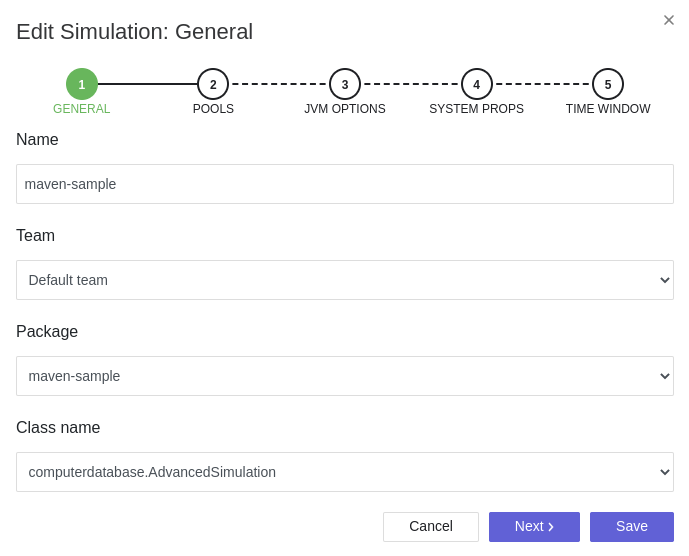 Edit Simulation: General
×
1 2 3 4 5
GENERAL POOLS JVM OPTIONS SYSTEM PROPS TIME WINDOW
Name
maven-sample
Team
Default team
Package
maven-sample
Class name
computerdatabase.AdvancedSimulation
Cancel Next Save